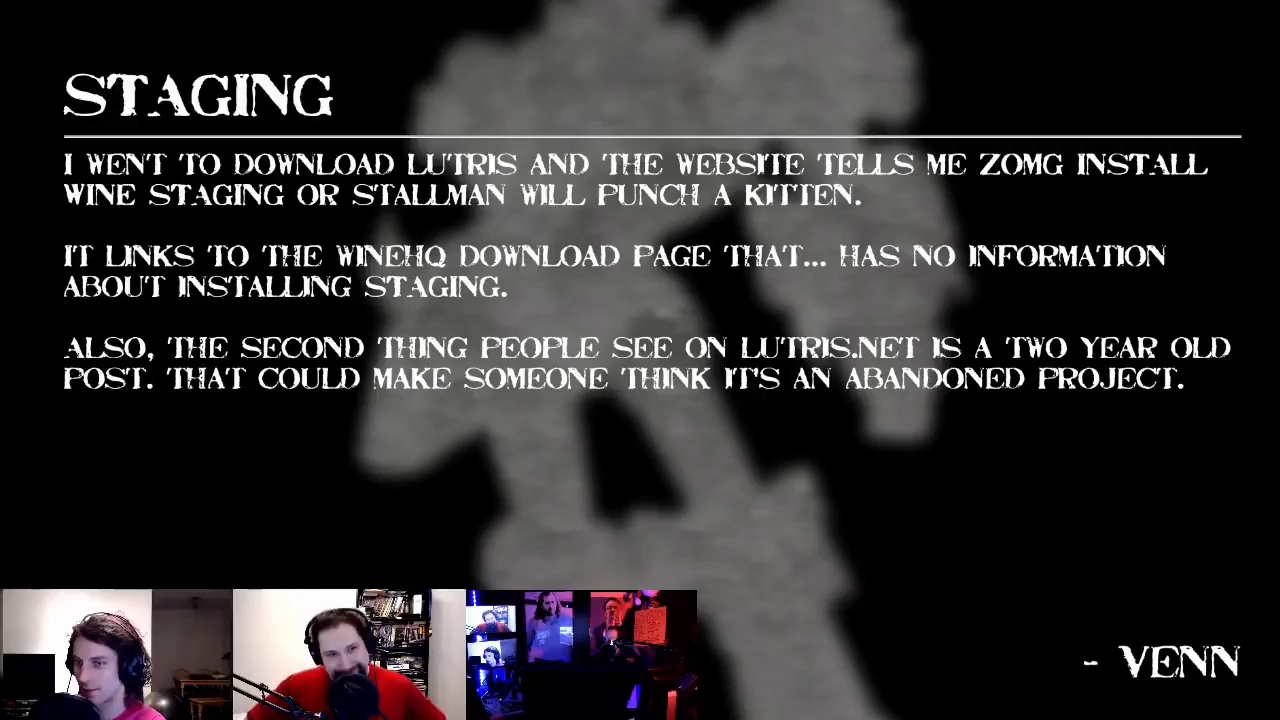 STAGING
I WENT TO DOWNLOAD LUTRIS AND THE WEBSITE TELLS ME ZOMG INSTALL
WINE STAGING OR STALLMAN WILL PUNCH A KITTEN.
IT LINKS TO THE WINEHQ DOWNLOAD PAGE THAT... HAS NO INFORMATION
ABOUT INSTALLING STAGING.
ALSO, THE SECOND THING PEOPLE SEE ON LUTRIS.NET IS A TWO YEAR OLD
POST. THAT COULD MAKE SOMEONE THINK IT'S AN ABANDONED PROJECT.
- VENN